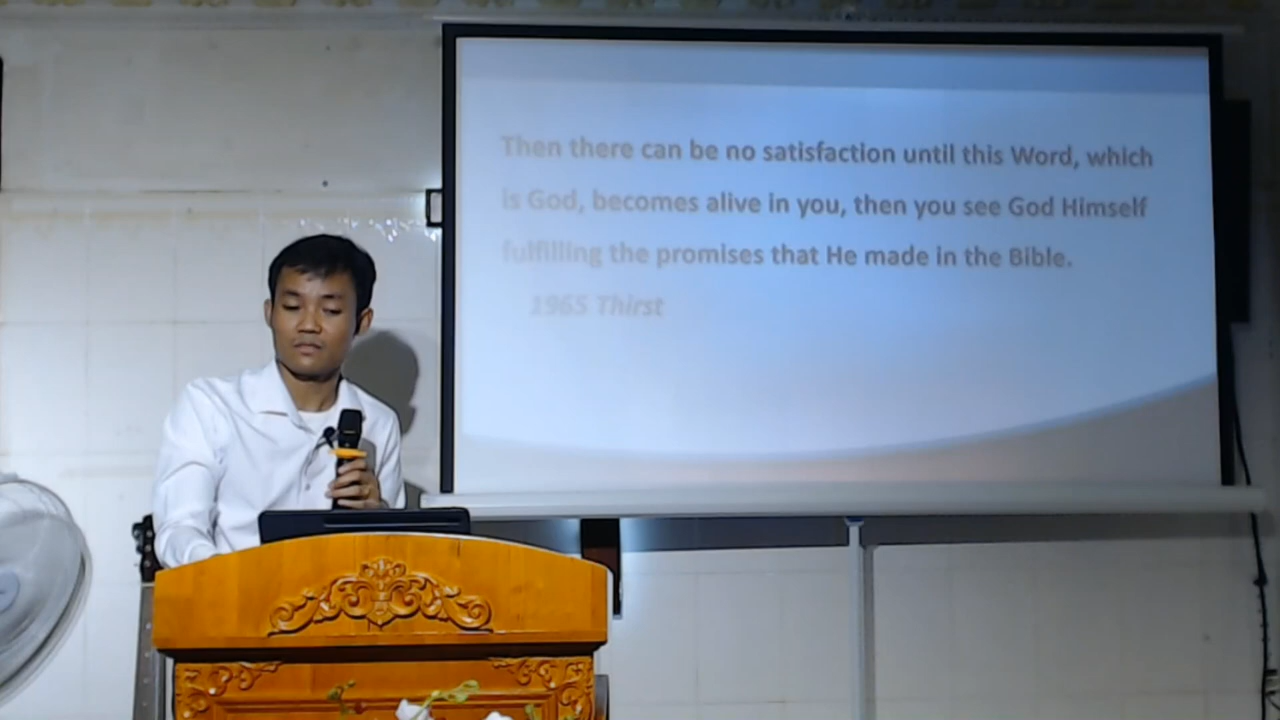 Then there can be no satisfaction until this Word, which
is God, becomes alive in you, then you see God Himself
fulfilling the promises that He made in the Bible.
1965 Thirst